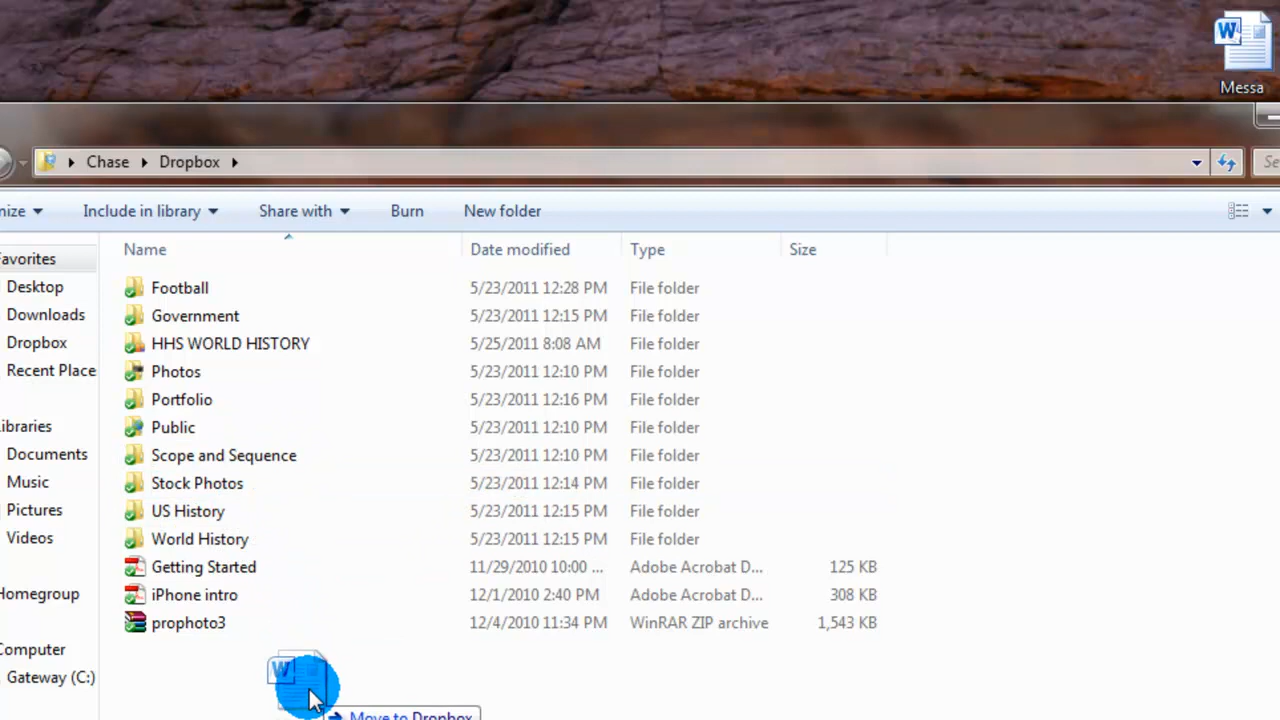 W
Messa
Chase Dropbox
Se
nize Include in library Share with Burn New folder
Name Date modified Type Size
Favorites
Desktop
Downloads
Dropbox
Recent Place
Libraries
Documents
Music
Pictures
Videos
Homegroup
Computer
Gateway (C:)
Football 5/23/2011 12:28 PM File folder
Government 5/23/2011 12:15 PM File folder
HHS WORLD HISTORY 5/25/2011 8:08 AM File folder
Photos 5/23/2011 12:10 PM File folder
Portfolio 5/23/2011 12:16 PM File folder
Public 5/23/2011 12:10 PM File folder
Scope and Sequence 5/23/2011 12:10 PM File folder
Stock Photos 5/23/2011 12:14 PM File folder
US History 5/23/2011 12:15 PM File folder
World History 5/23/2011 12:15 PM File folder
Getting Started 11/29/2010 10:00 ... Adobe Acrobat D... 125 KB
iPhone intro 12/1/2010 2:40 PM Adobe Acrobat D... 308 KB
prophoto3 12/4/2010 11:34 PM WinRAR ZIP archive 1,543 KB
W
Move to Dropbox